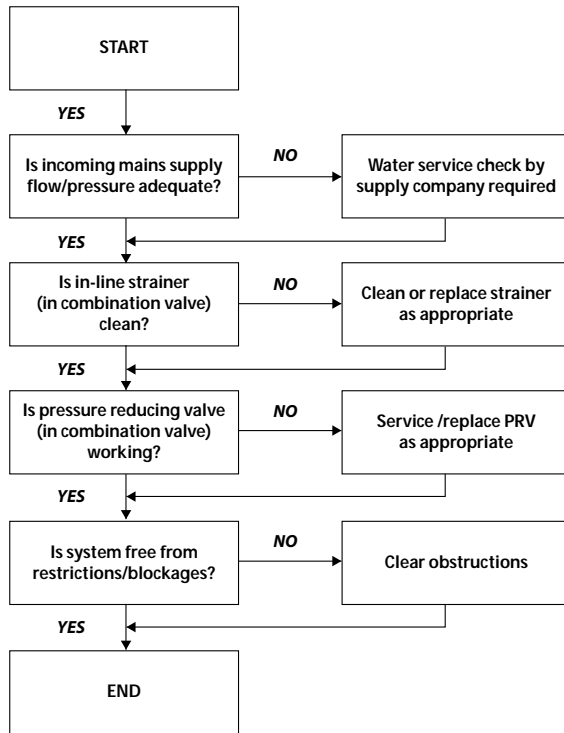 START
YES
Is incoming mains supply
flow/pressure adequate?
NO
Water service check by
supply company required
YES
Is in-line strainer
(in combination valve)
clean?
NO
Clean or replace strainer
as appropriate
YES
Is pressure reducing valve
(in combination valve)
working?
NO
Service /replace PRV
as appropriate
YES
Is system free from
restrictions/blockages?
NO
Clear obstructions
YES
END